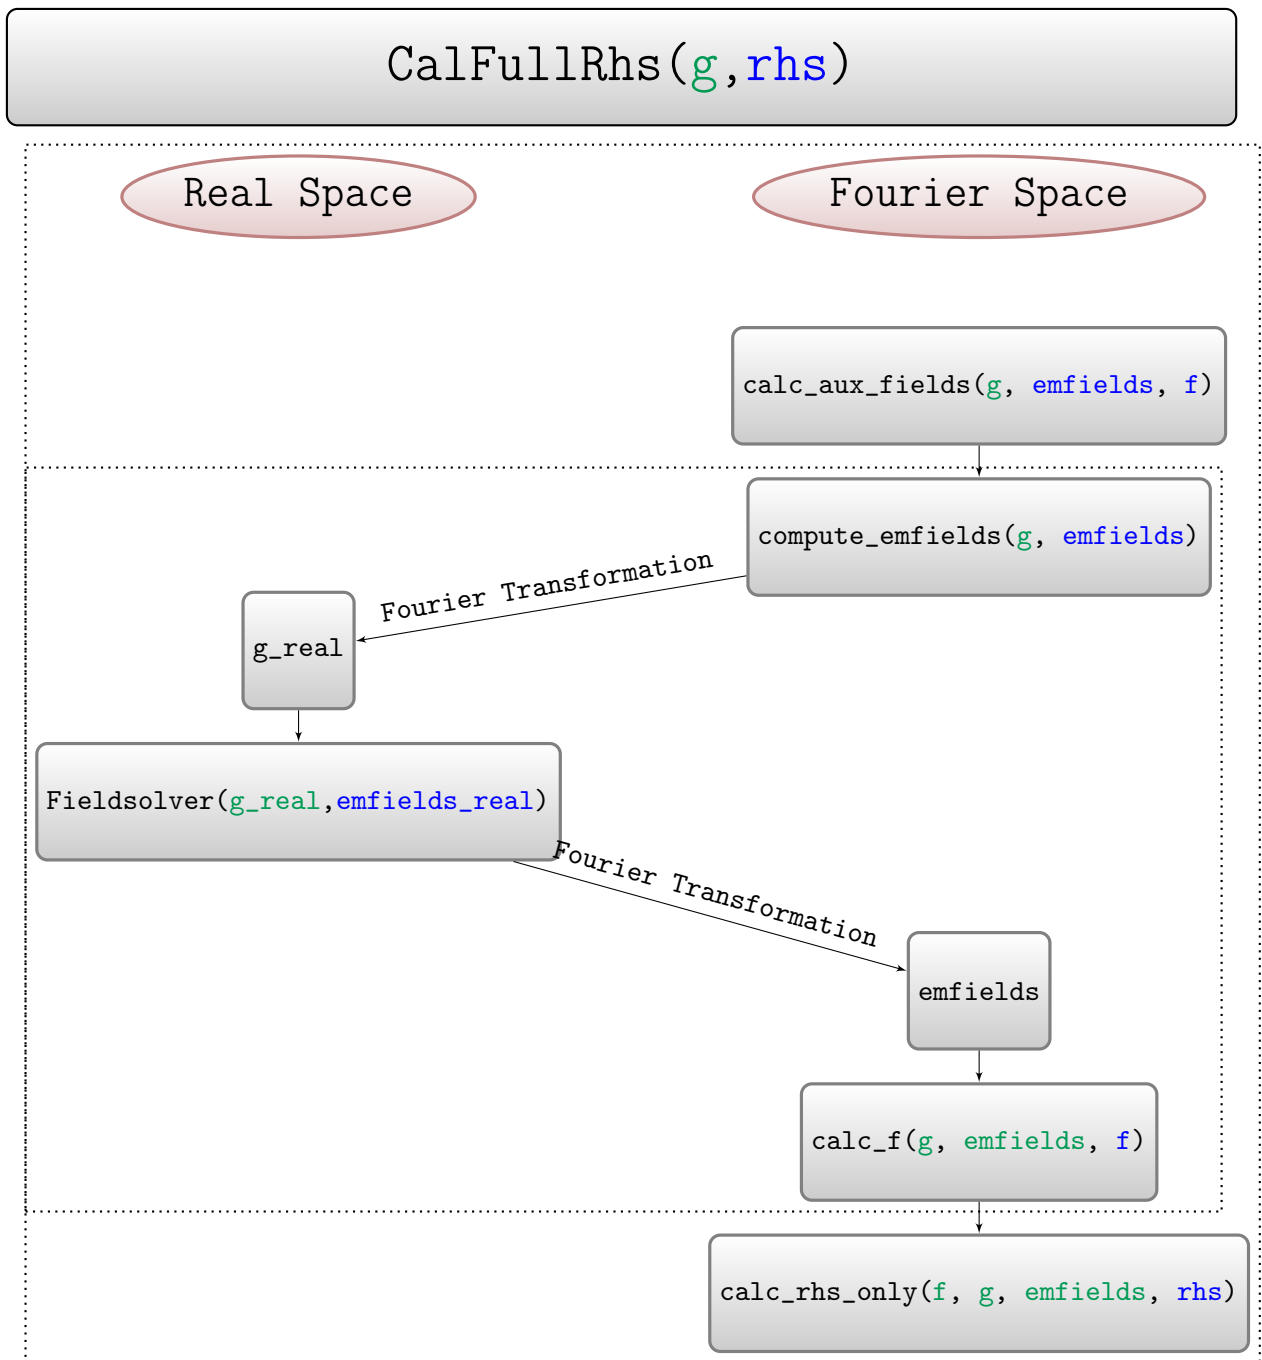 CalFullRhs(g,rhs)
Real Space
Fourier Space
calc_aux_fields(g, emfields, f)
compute_emfields(g, emfields)
Fourier Transformation
g_real
Fieldsolver(g_real,emfields_real)
Fourier Transformation
emfields
calc_f(g, emfields, f)
calc_rhs_only(f, g, emfields, rhs)